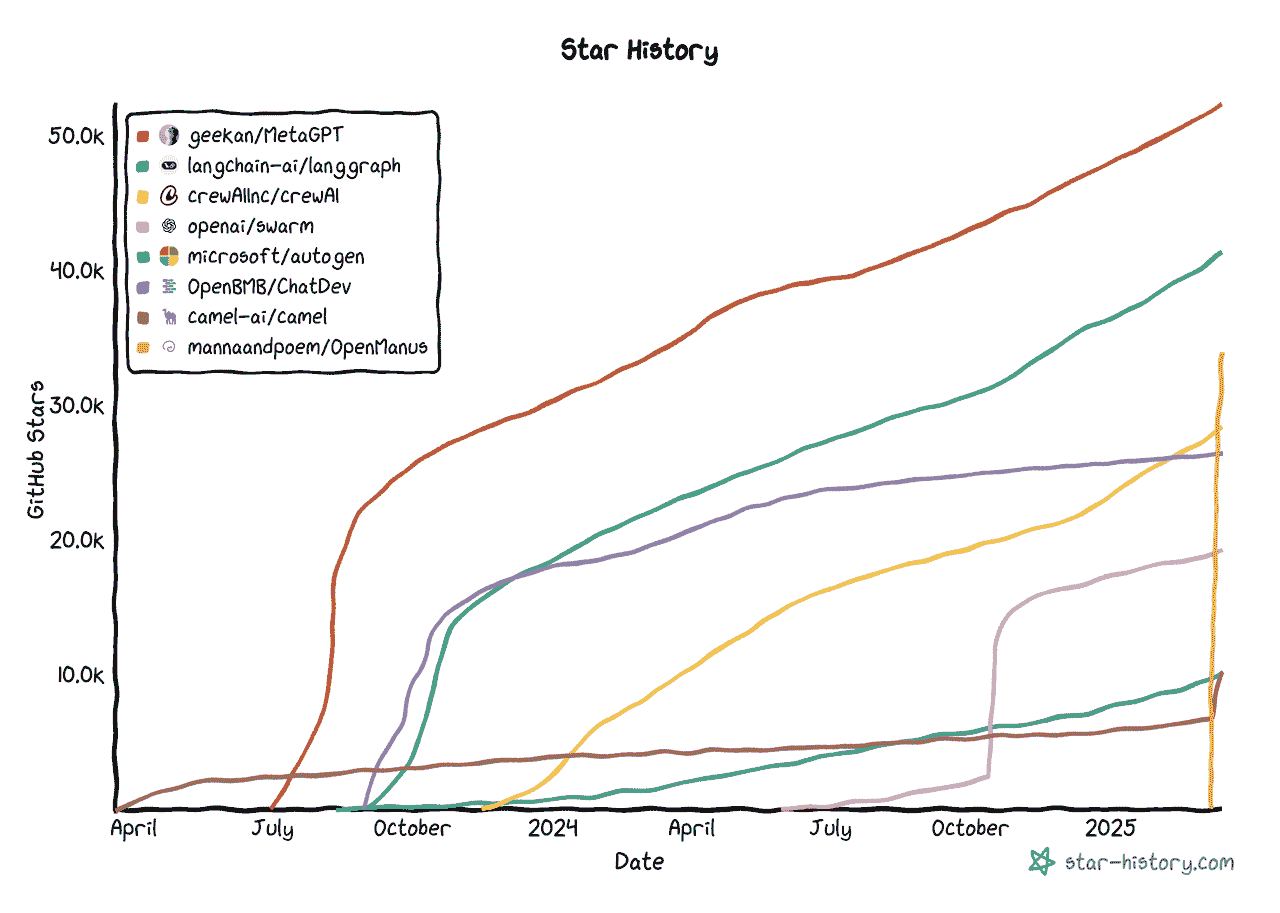 Star History
geekan/MetaGPT
langchain-ai/langgraph
crewAIInc/crewAI
openai/swarm
microsoft/autogen
OpenBMB/ChatDev
camel-ai/camel
mannaandpoem/OpenManus
50.0k
40.0k
30.0k
20.0k
10.0k
GitHub Stars
April July October 2024 April July October 2025
Date
star-history.com